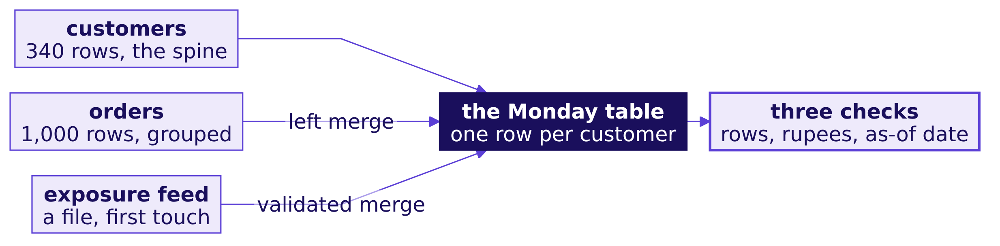 customers
340 rows, the spine
orders
1,000 rows, grouped
left merge
exposure feed
a file, first touch
validated merge
the Monday table
one row per customer
three checks
rows, rupees, as-of date